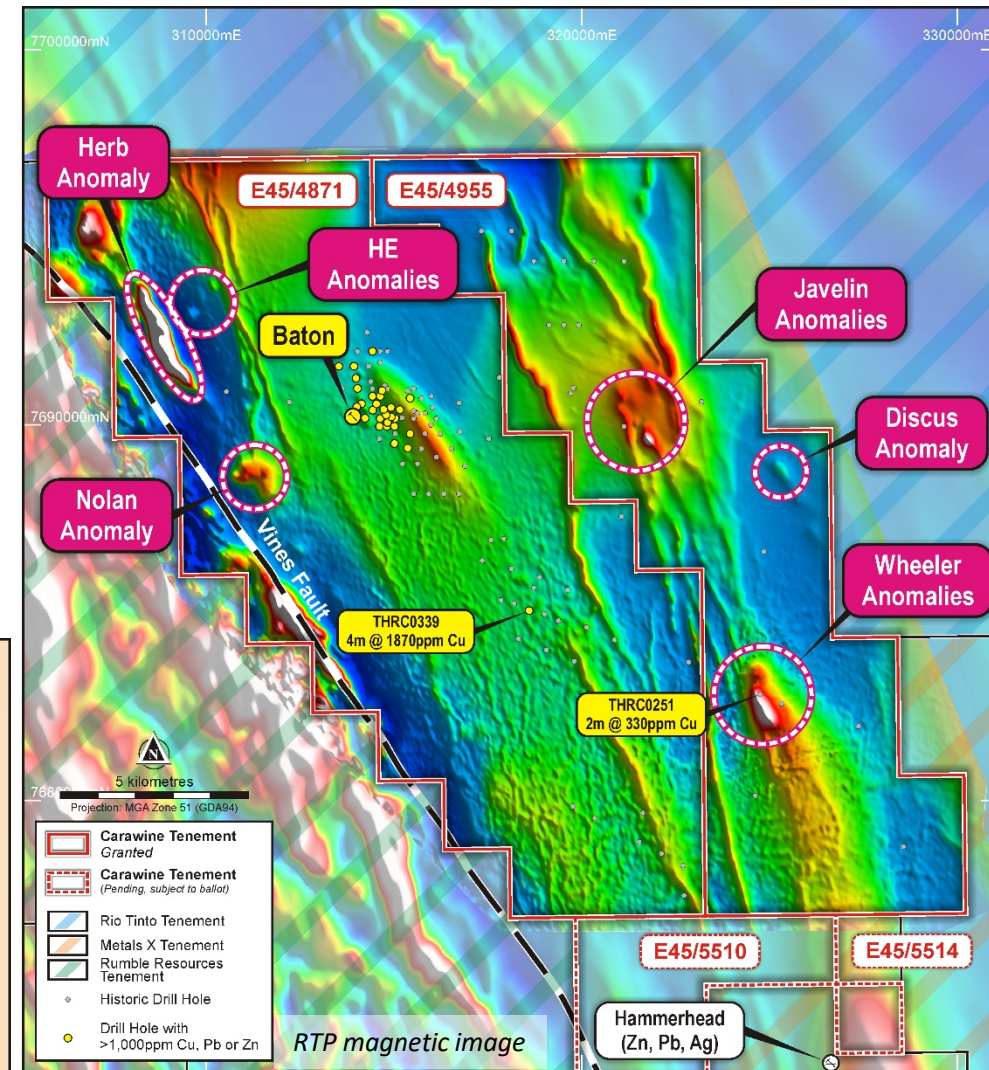 7700000mN
310000mE
320000mE
330000mE
Herb
Anomaly
E45/4871
E45/4955
HE
Anomalies
Javelin
Anomalies
Baton
7690000mN
Discus
Anomaly
Nolan
Anomaly
Vines Fault
Wheeler
Anomalies
THRC0339
4m @ 1870ppm Cu
THRC0251
2m @ 330ppm Cu
N
5 kilometres
Projection: MGA Zone 51 (GDA94)
Carawine Tenement
Granted
Carawine Tenement
(Pending, subject to ballot)
Rio Tinto Tenement
Metals X Tenement
Rumble Resources
Tenement
Historic Drill Hole
Drill Hole with
>1,000ppm Cu, Pb or Zn
RTP magnetic image
E45/5510
E45/5514
Hammerhead
(Zn, Pb, Ag)